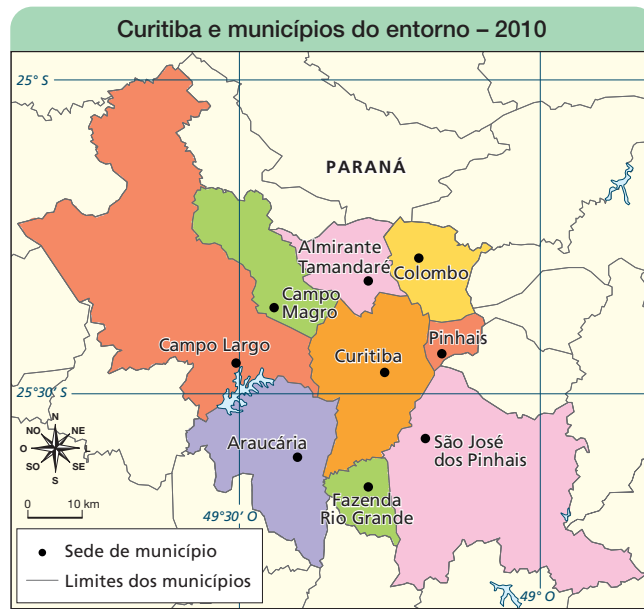 Curitiba e municípios do entorno – 2010
25° S
PARANÁ
Almirante
Tamandaré
Colombo
Campo
Magro
Pinhais
Campo Largo
Curitiba
25°30' S
N
NO
NE
O
L
SO
SE
S
Araucária
São José
dos Pinhais
Fazenda
Rio Grande
0 10 km
49°30' O
49° O
Sede de município
Limites dos municípios